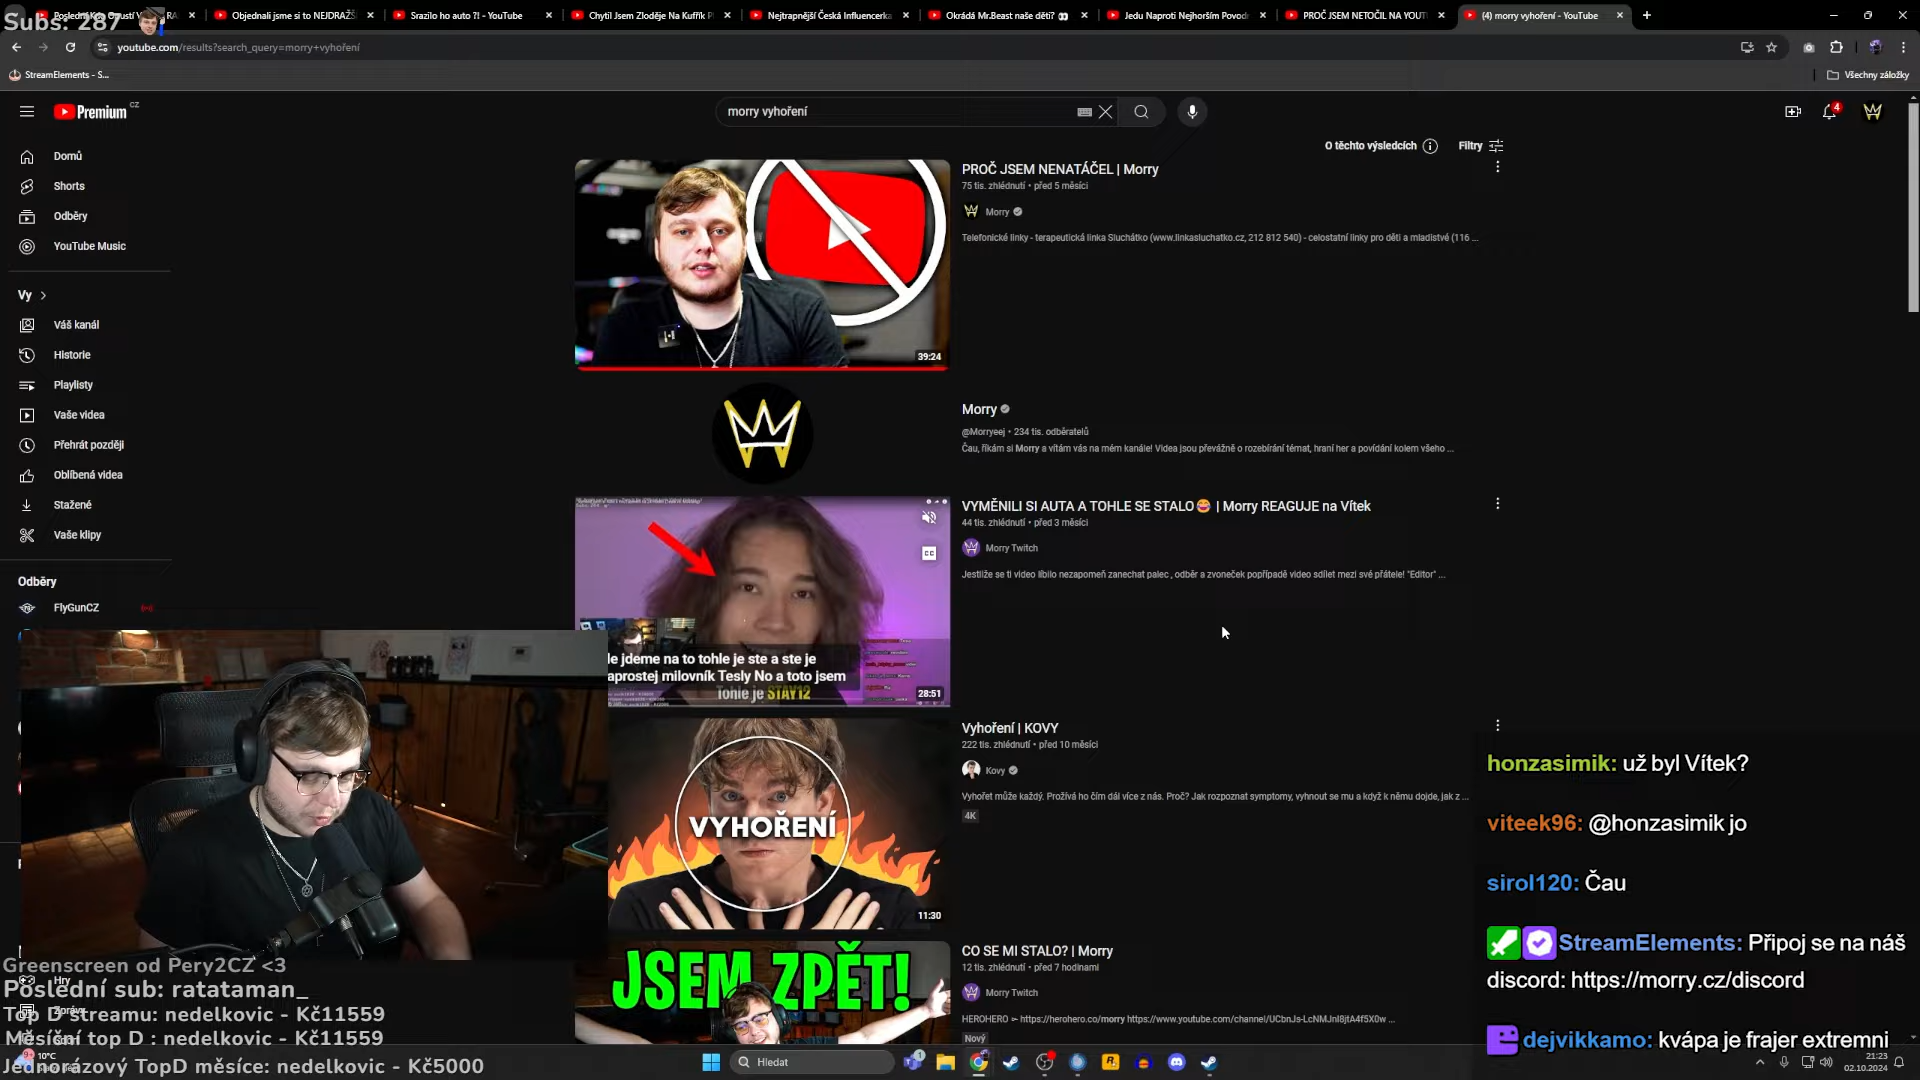 Subs: 287
Objednali jsme si to NEJDRAŽŠ
Srazilo ho auto ?! - YouTube
Chytil Jsem Zloděje Na Kuffik P
Nejtrapnější Česká Influencerka
Okrádá Mr.Beast naše děti?
Jedu Naproti Nejhorším Povod
PROČ JSEM NETOČIL NA YOUT
(4) morry vyhoření - YouTube
youtube.com/results?search_query=morry+vyhoření
StreamElements - S...
Všechny záložky
Premium CZ
morry vyhoření
4
O těchto výsledcích
Filtry
Domů
Shorts
Odběry
YouTube Music
Vy
Váš kanál
Historie
Playlisty
Vaše videa
Přehrát později
Oblíbená videa
Stažené
Vaše klipy
Odběry
FlyGunCZ
39:24
PROČ JSEM NENATÁČEL | Morry
75 tis. zhlédnutí • před 5 měsíci
Morry
Telefonické linky - terapeutická linka Sluchátko (www.linkasluchatko.cz, 212 812 540) - celostátní linky pro děti a mladistvé (116 ...
Morry
@Morryeej • 234 tis. odběratelů
Čau, říkám si Morry a vítám vás na mém kanále! Videa jsou převážně o rozebírání témat, hraní her a povídání kolem všeho ...
VYMĚNILI SI AUTA A TOHLE SE STALO😂 | Morry REAGUJE na Vítek
44 tis. zhlédnutí • před 3 měsíci
Morry Twitch
Jestliže se ti video líbilo nezapomeň zanechat palec , odběr a zvoneček popřípadě video sdílet mezi své přátele! "Editor" ...
le jdeme na to tohle je ste a ste je
aprostej milovník Tesly No a toto jsem
Tohle je STAY12
28:51
Vyhoření | KOVY
222 tis. zhlédnutí • před 10 měsíci
Kovy
Vyhořet může každý. Prožívá ho čím dál více z nás. Proč? Jak rozpoznat symptomy, vyhnout se mu a když k němu dojde, jak z ...
4K
VYHOŘENÍ
11:30
CO SE MI STALO? | Morry
12 tis. zhlédnutí • před 7 hodinami
Morry Twitch
HEROHERO ➛ https://herohero.co/morry https://www.youtube.com/channel/UCbnJs-LcNMJnI8jtA4f5X0w ...
Nový
JSEM ZPĚT!
honzasimik: už byl Vítek?
viteek96: @honzasimik jo
sirol120: Čau
StreamElements: Připoj se na náš
discord: https://morry.cz/discord
dejvikkamo: kvápa je frajer extremni
Greenscreen od Pery2CZ <3
Hry
Poslední sub: ratataman_
Top D streamu: nedelkovic - Kč11559
Měsíční top D : nedelkovic - Kč11559
Jednorázový TopD měsíce: nedelkovic - Kč5000
10°C
Hledat
21:23
02.10.2024